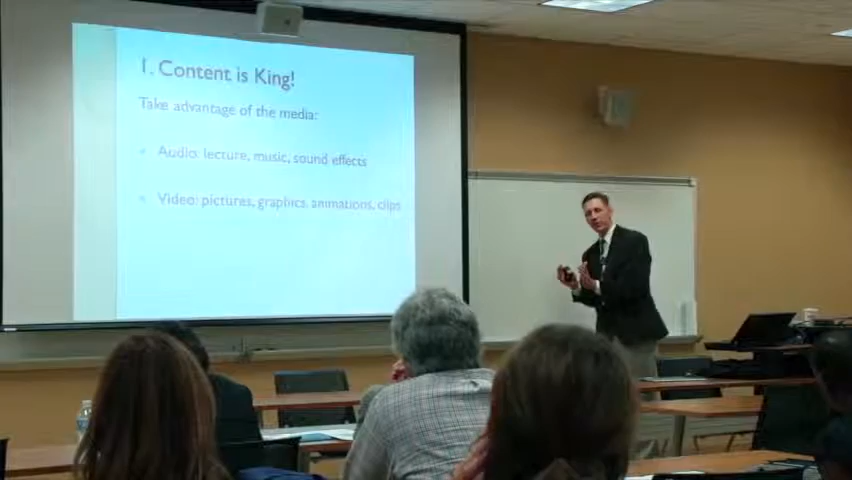 1. Content is King!
Take advantage of the media:
Audio: lecture, music, sound effects
Video: pictures, graphics, animations, clips